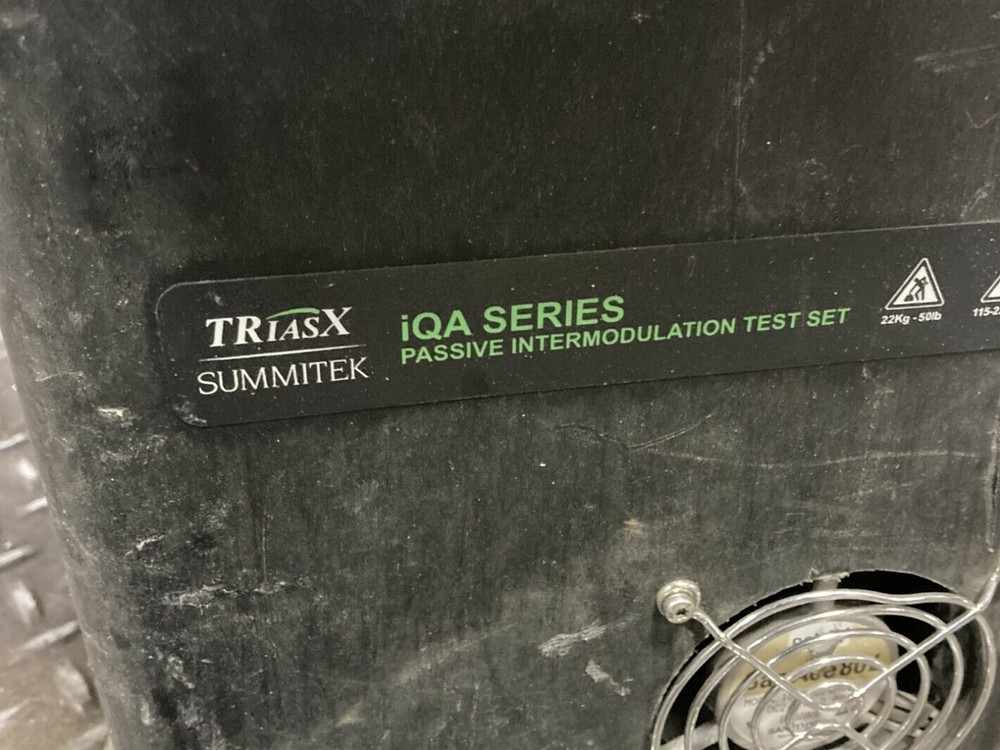 TRIASX
SUMMITEK
iQA SERIES
PASSIVE INTERMODULATION TEST SET
22Kg - 50lb